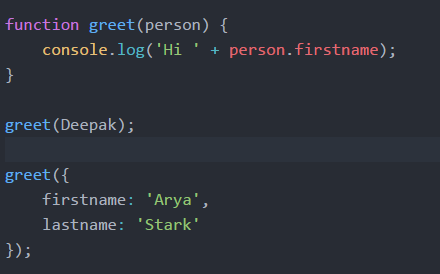 function greet(person) {
    console.log('Hi ' + person.firstname);
}

greet(Deepak);

greet({
    firstname: 'Arya',
    lastname: 'Stark'
});